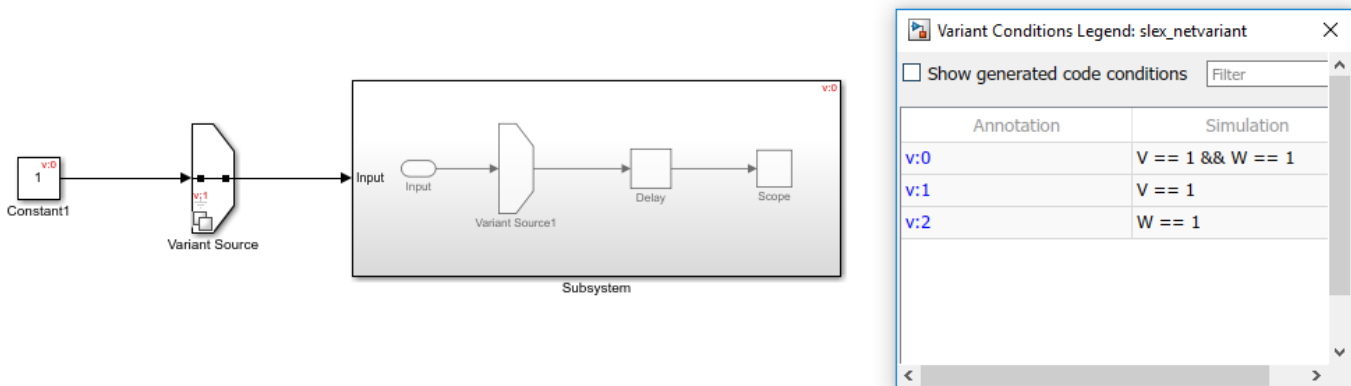 v:0
1
Constant1
v:1
Variant Source
v:0
Input
Input
Variant Source1
Delay
Scope
Subsystem
Variant Conditions Legend: slex_netvariant
Show generated code conditions Filter
Annotation Simulation
v:0 V == 1 && W == 1
v:1 V == 1
v:2 W == 1